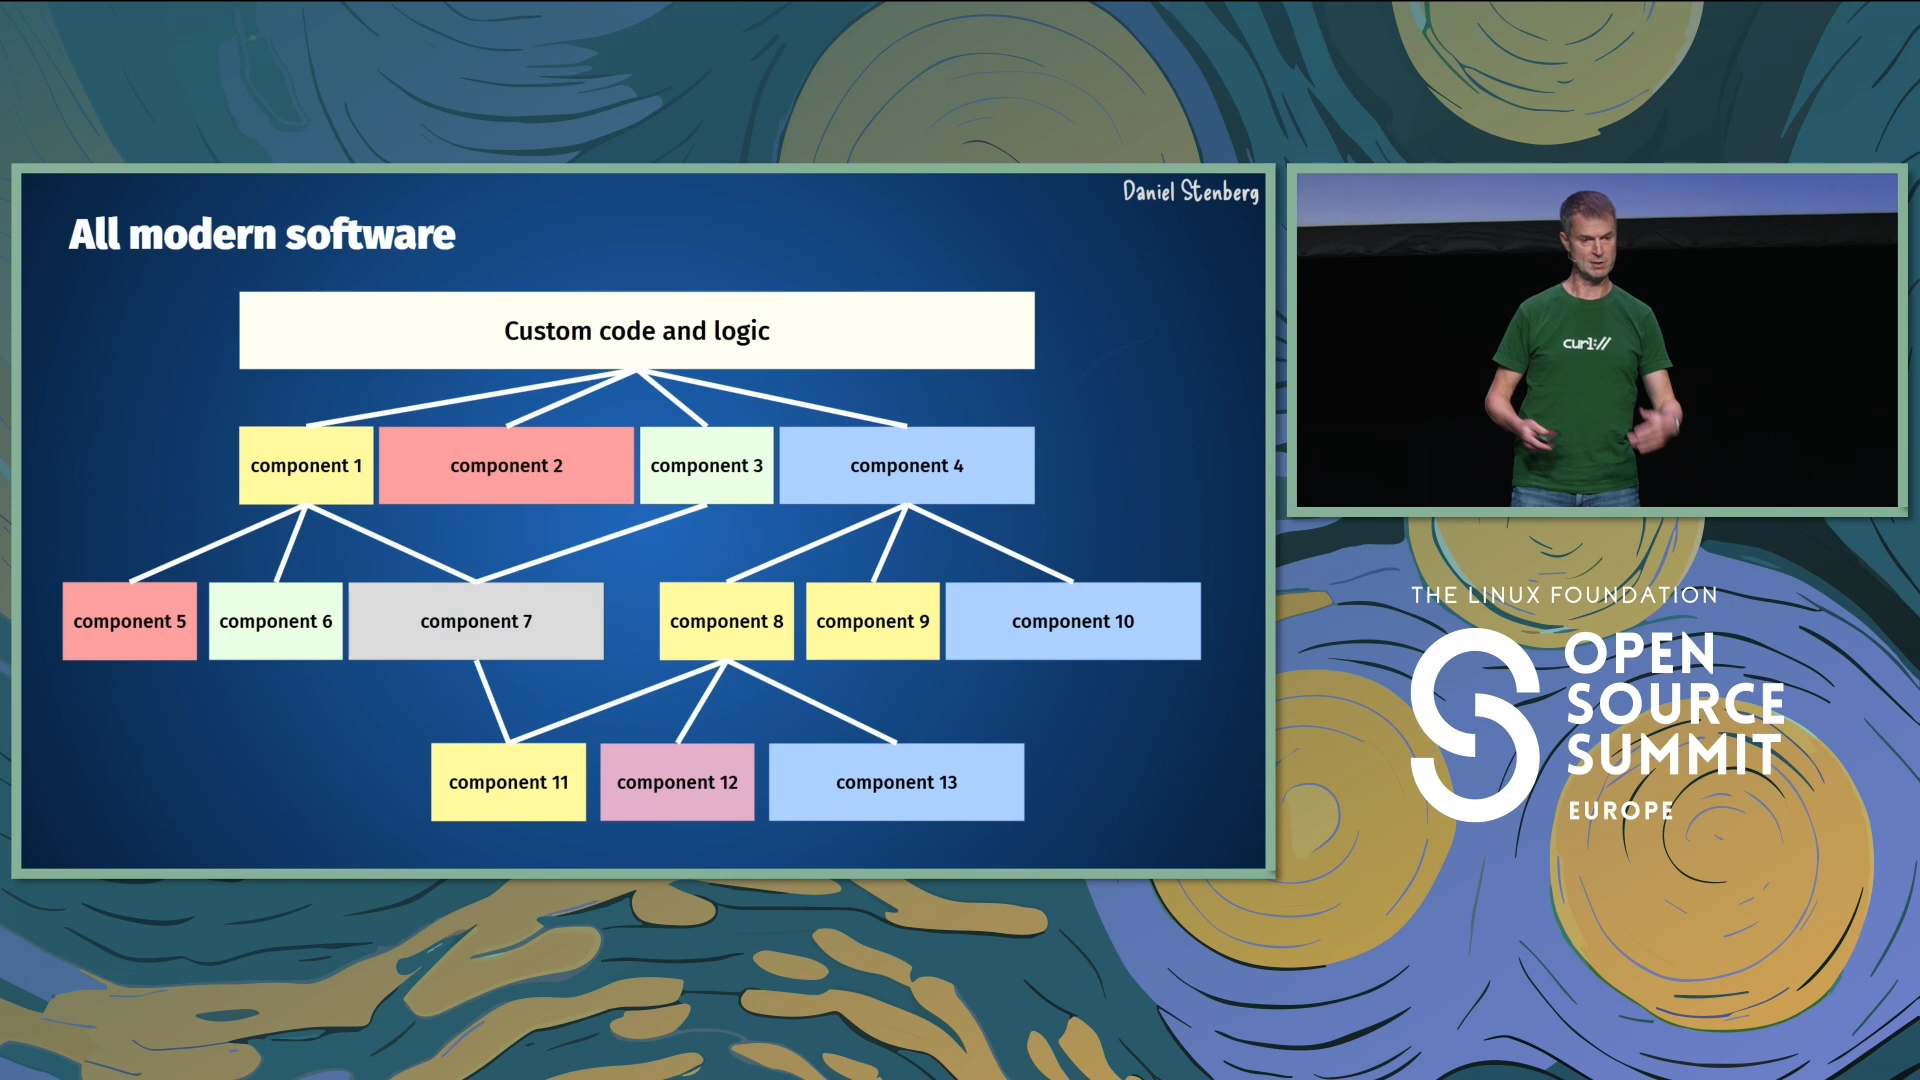 Daniel Stenberg
All modern software
Custom code and logic
component 1
component 2
component 3
component 4
component 5
component 6
component 7
component 8
component 9
component 10
component 11
component 12
component 13
curl://
THE LINUX FOUNDATION
OPEN
SOURCE
SUMMIT
EUROPE